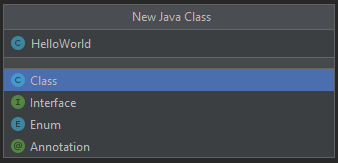 New Java Class
C HelloWorld
C Class
I Interface
E Enum
@ Annotation